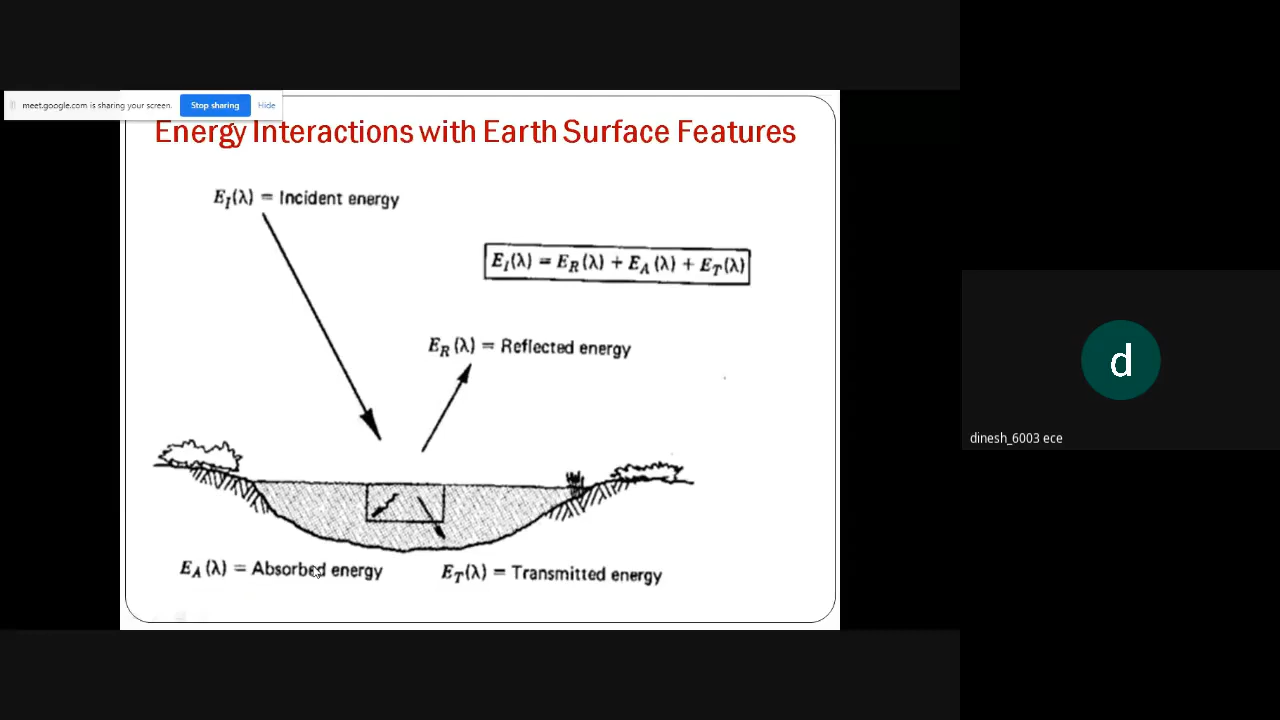 meet.google.com is sharing your screen. Stop sharing Hide
Energy Interactions with Earth Surface Features
E_I(λ) = Incident energy
E_I(λ) = E_R(λ) + E_A(λ) + E_T(λ)
E_R(λ) = Reflected energy
d
dinesh_6003 ece
E_A(λ) = Absorbed energy
E_T(λ) = Transmitted energy